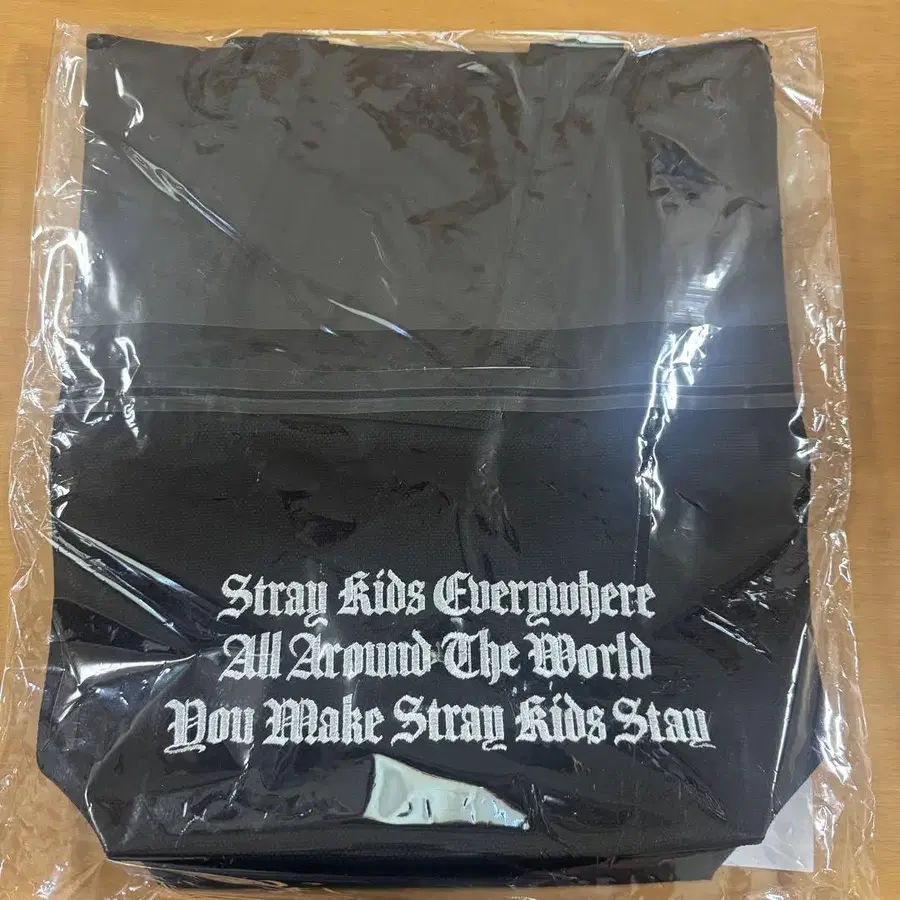 Stray Kids Everywhere
All Around The World
You Make Stray Kids Stay